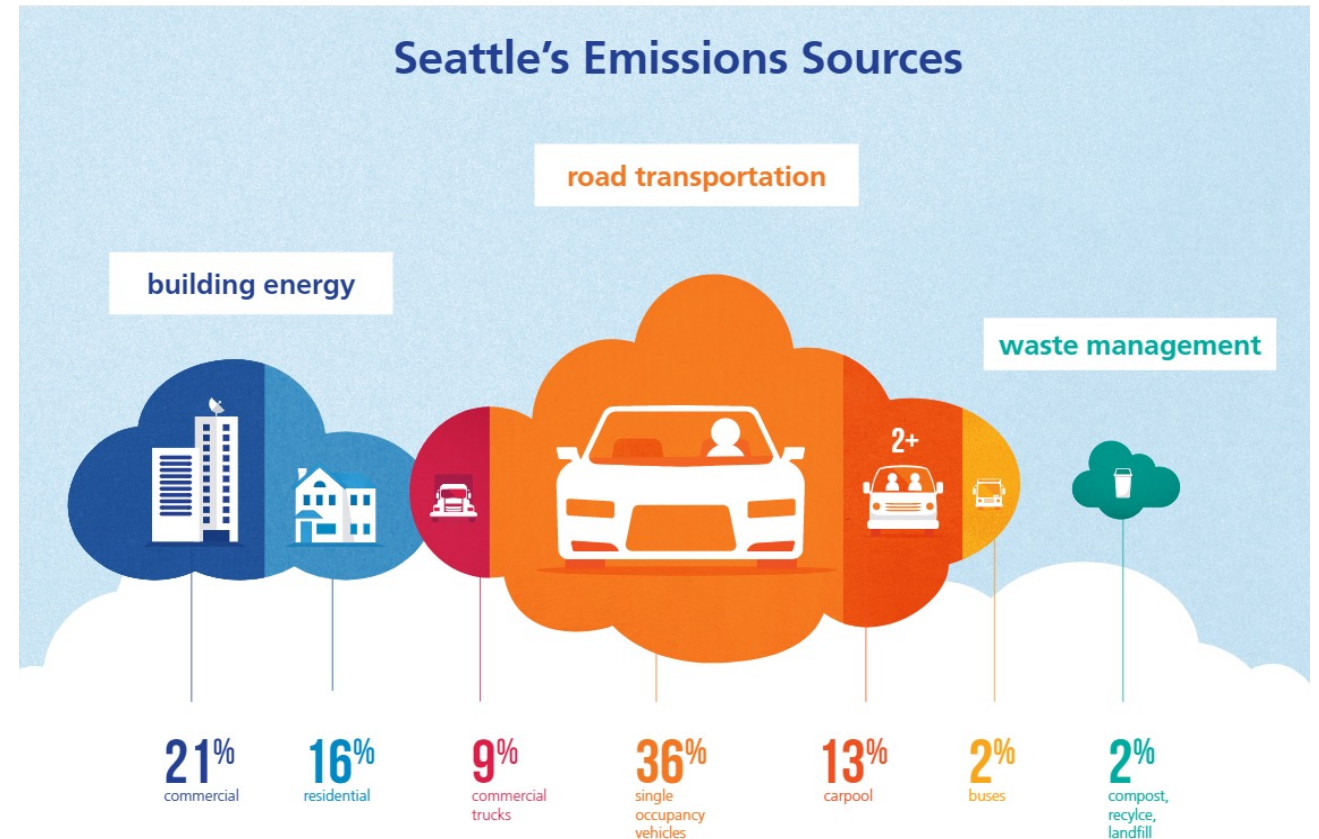 Seattle's Emissions Sources
road transportation
building energy
waste management
2+
21%
commercial
16%
residential
9%
commercial
trucks
36%
single
occupancy
vehicles
13%
carpool
2%
buses
2%
compost,
recylce,
landfill